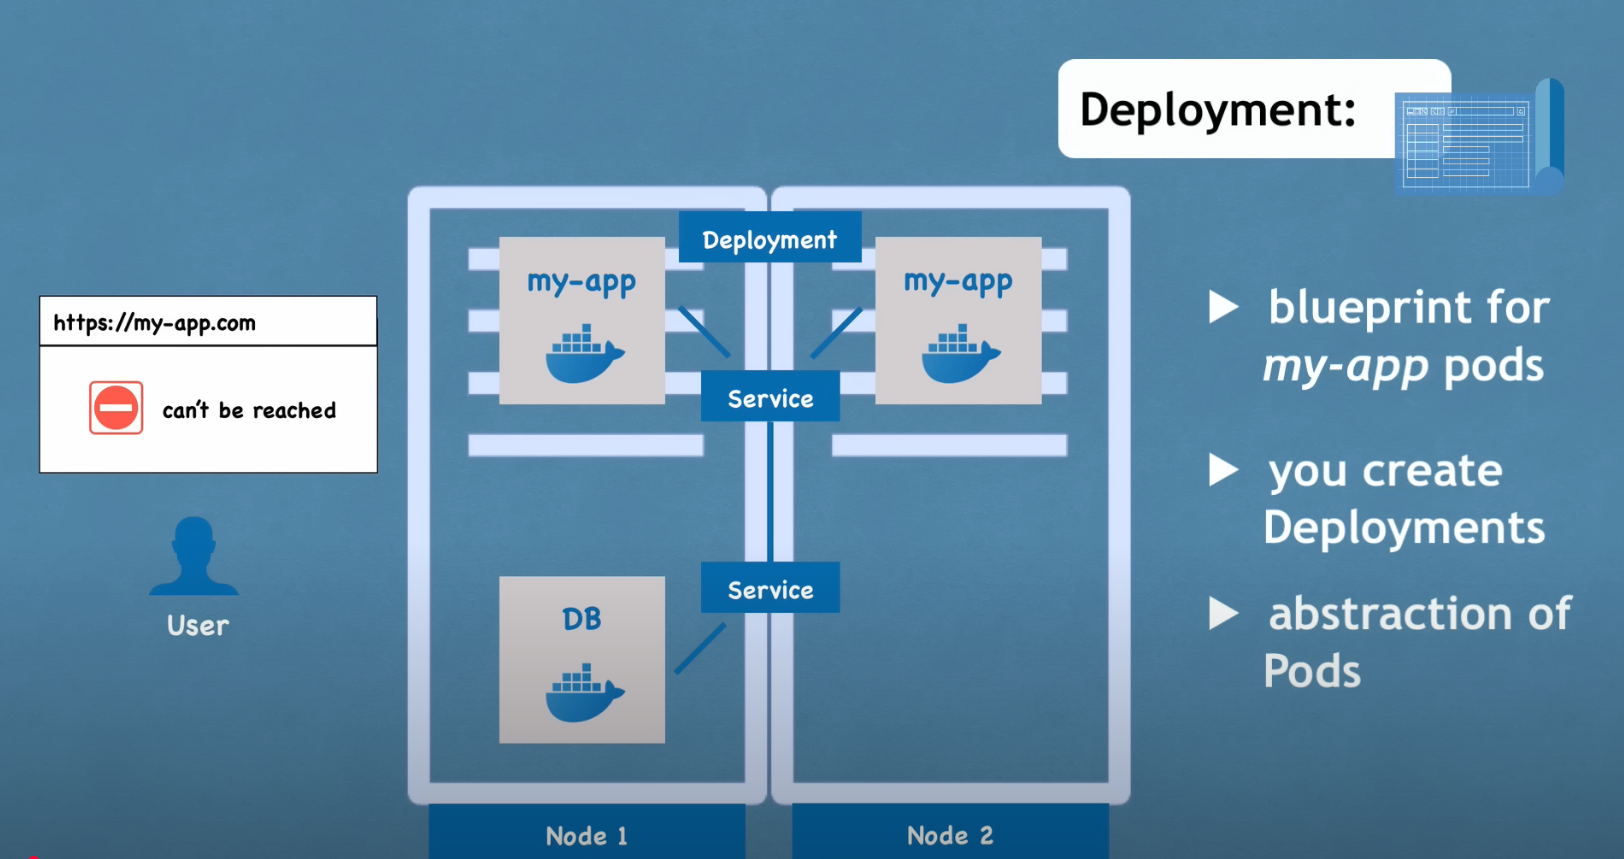 Deployment:
Deployment
my-app
my-app
https://my-app.com
can't be reached
Service
Service
DB
User
Node 1
Node 2
▶ blueprint for
my-app pods
▶ you create
Deployments
▶ abstraction of
Pods